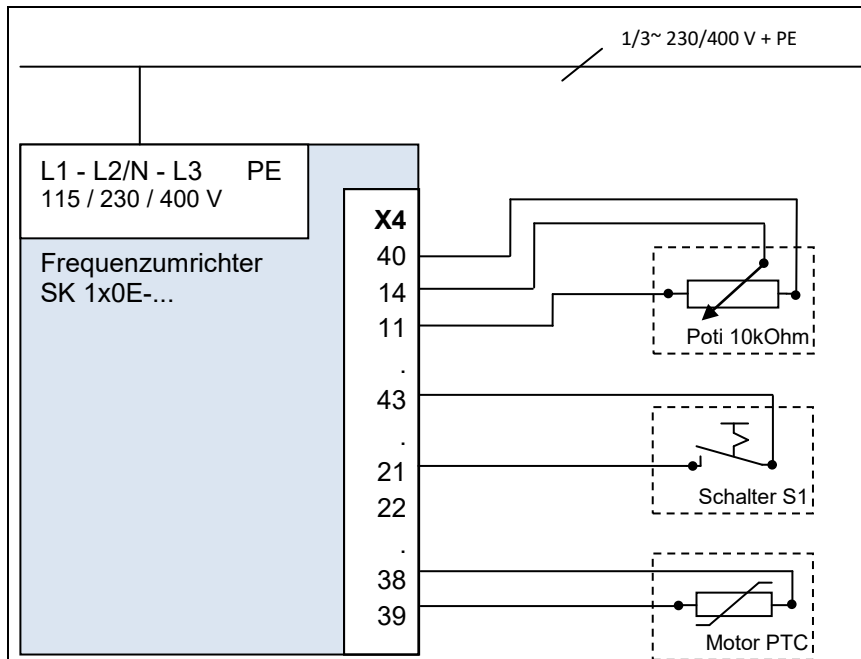 1/3~ 230/400 V + PE
L1 - L2/N - L3 PE
115 / 230 / 400 V
Frequenzumrichter
SK 1x0E-...
X4
40
14
11
.
43
.
21
22
.
38
39
Poti 10kOhm
Schalter S1
Motor PTC